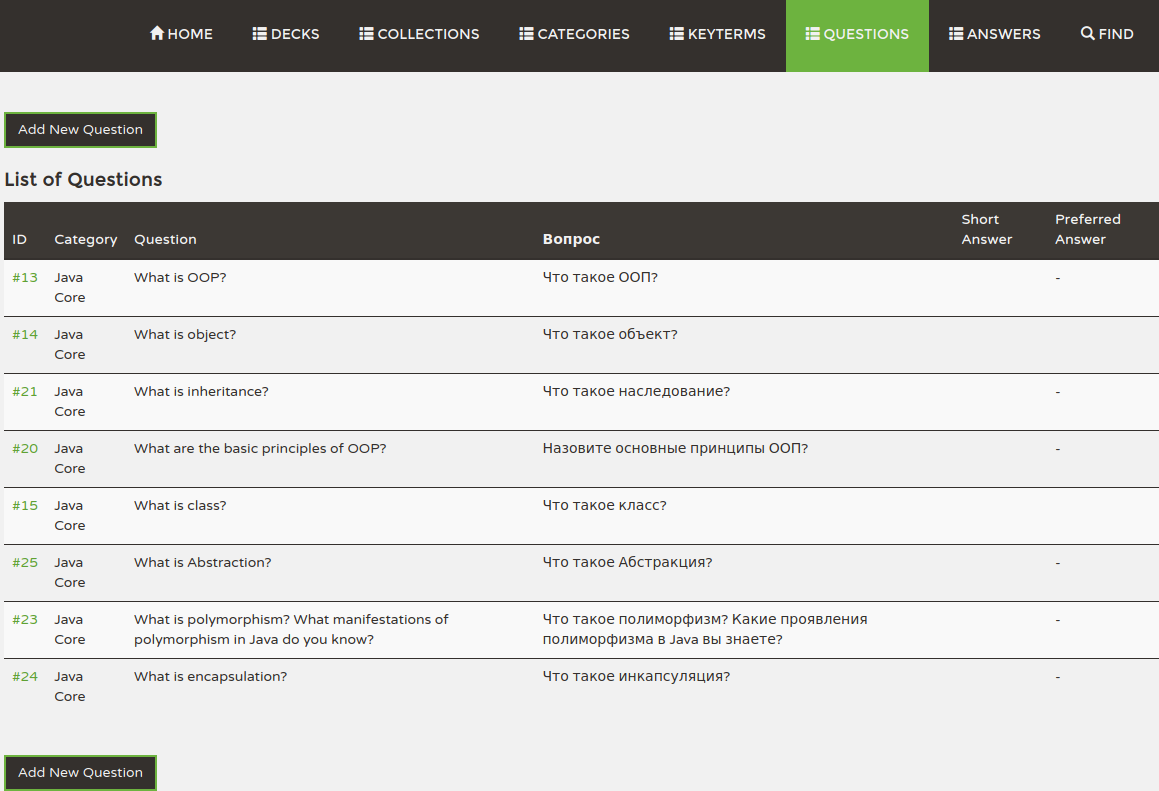 HOME DECKS COLLECTIONS CATEGORIES KEYTERMS QUESTIONS ANSWERS FIND
Add New Question
List of Questions
ID Category Question Вопрос Short Answer Preferred Answer
#13 Java Core What is OOP? Что такое ООП? -
#14 Java Core What is object? Что такое объект?
#21 Java Core What is inheritance? Что такое наследование? -
#20 Java Core What are the basic principles of OOP? Назовите основные принципы ООП? -
#15 Java Core What is class? Что такое класс?
#25 Java Core What is Abstraction? Что такое Абстракция? -
#23 Java Core What is polymorphism? What manifestations of polymorphism in Java do you know? Что такое полиморфизм? Какие проявления полиморфизма в Java вы знаете? -
#24 Java Core What is encapsulation? Что такое инкапсуляция? -
Add New Question